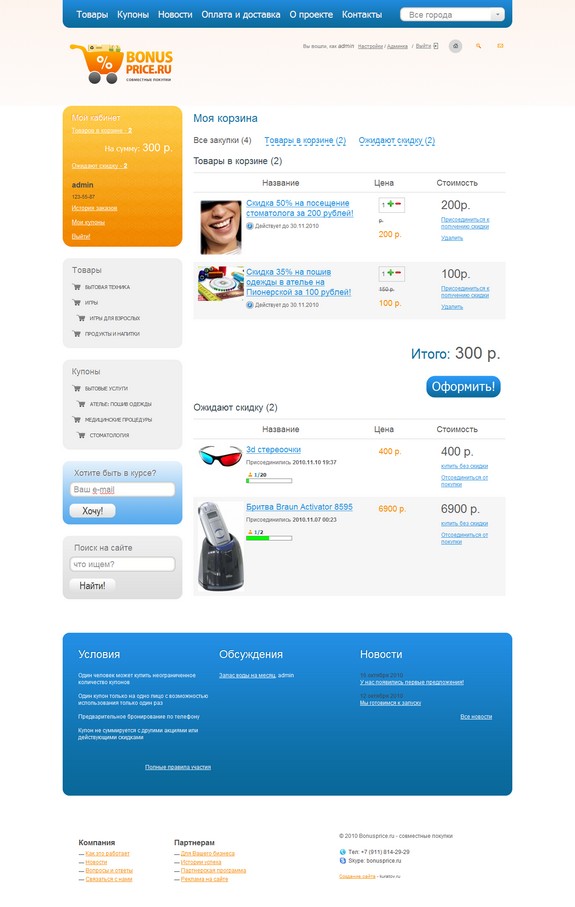 Товары Купоны Новости Оплата и доставка О проекте Контакты Все города
BONUS
PRICE.RU
СОВМЕСТНЫЕ ПОКУПКИ
Вы вошли, как admin Настройки / Админка / Выйти
Мой кабинет
Товаров в корзине - 2
На сумму: 300 р.
Ожидают скидку - 2
admin
123-55-87
История заказов
Мои купоны
Выйти!
Товары
БЫТОВАЯ ТЕХНИКА
ИГРЫ
ИГРЫ ДЛЯ ВЗРОСЛЫХ
ПРОДУКТЫ И НАПИТКИ
Купоны
БЫТОВЫЕ УСЛУГИ
АТЕЛЬЕ: ПОШИВ ОДЕЖДЫ
МЕДИЦИНСКИЕ ПРОЦЕДУРЫ
СТОМАТОЛОГИЯ
Хотите быть в курсе?
Ваш e-mail
Хочу!
Поиск на сайте
что ищем?
Найти!
Моя корзина
Все закупки (4) Товары в корзине (2) Ожидают скидку (2)
Товары в корзине (2)
Название Цена Стоимость
Скидка 50% на посещение
стоматолога за 200 рублей!
Действует до 30.11.2010
1
р.
200 р.
200р.
Присоединиться к
получению скидки
Удалить
Скидка 35% на пошив
одежды в ателье на
Пионерской за 100 рублей!
Действует до 30.11.2010
1
150 р.
100 р.
100р.
Присоединиться к
получению скидки
Удалить
Итого: 300 р.
Оформить!
Ожидают скидку (2)
Название Цена Стоимость
3d стереоочки
Присоединились 2010.11.10 19:37
1/20
400 р.
400 р.
купить без скидки
Отсоединиться от
покупки
Бритва Braun Activator 8595
Присоединились 2010.11.07 00:23
1/2
6900 р.
6900 р.
купить без скидки
Отсоединиться от
покупки
Условия
Один человек может купить неограниченное
количество купонов
Один купон только на одно лицо с возможностью
использования только один раз
Предварительное бронирование по телефону
Купон не суммируется с другими акциями или
действующими скидками
Полные правила участия
Обсуждения
Запас воды на месяц, admin
Новости
16 октября 2010
У нас появились первые предложения!
12 октября 2010
Мы готовимся к запуску
Все новости
Компания
— Как это работает
— Новости
— Вопросы и ответы
— Связаться с нами
Партнерам
— Для Вашего бизнеса
— Истории успеха
— Партнерская программа
— Реклама на сайте
© 2010 Bonusprice.ru - совместные покупки
Тел: +7 (911) 814-29-29
Skype: bonusprice.ru
Создание сайта - kuratov.ru